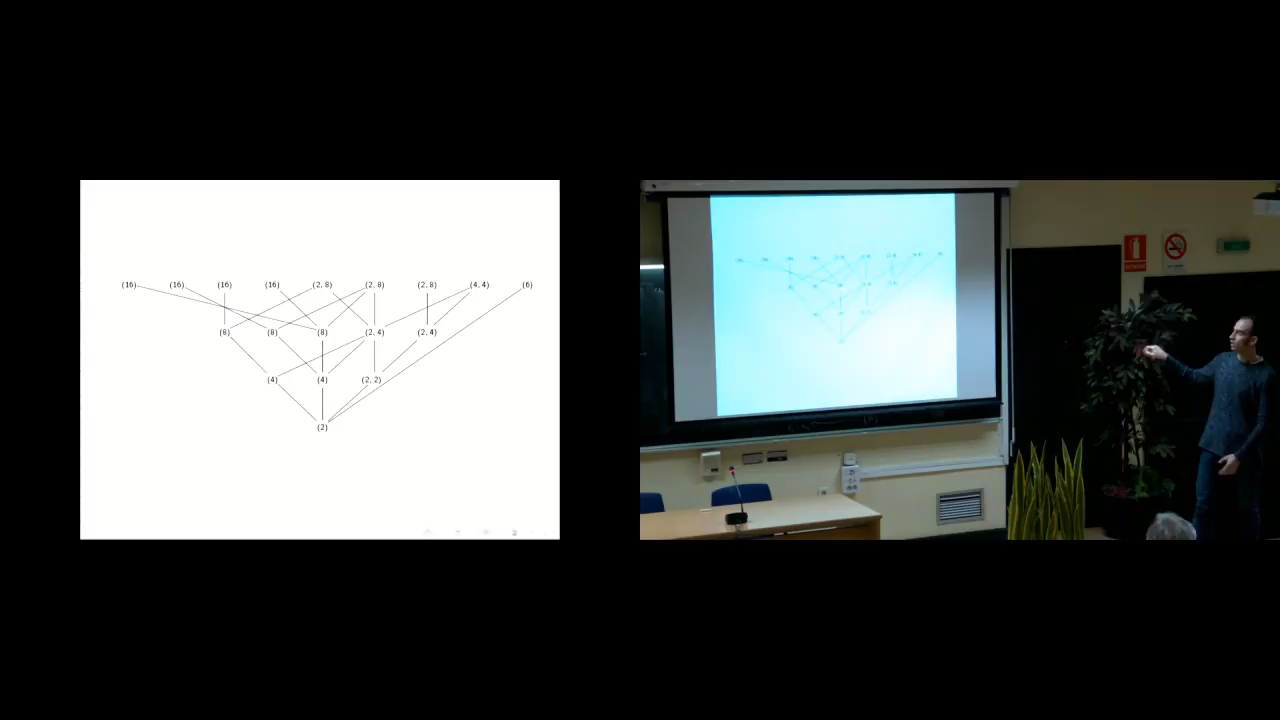 (16) (16) (16) (16) (2, 8) (2, 8) (2, 8) (4, 4) (6)
(8) (8) (8) (2, 4) (2, 4)
(4) (4) (2, 2)
(2)